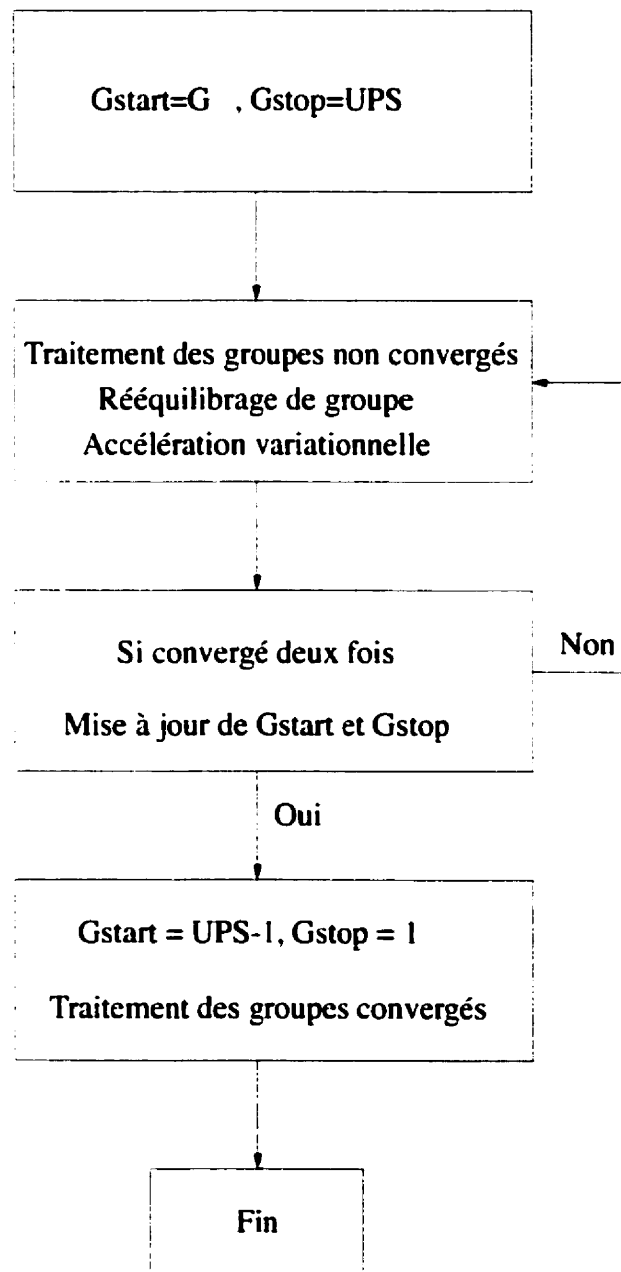 Gstart=G , Gstop=UPS
Traitement des groupes non convergés
Rééquilibrage de groupe
Accélération variationnelle
Si convergé deux fois
Non
Mise à jour de Gstart et Gstop
Oui
Gstart = UPS-1, Gstop = 1
Traitement des groupes convergés
Fin